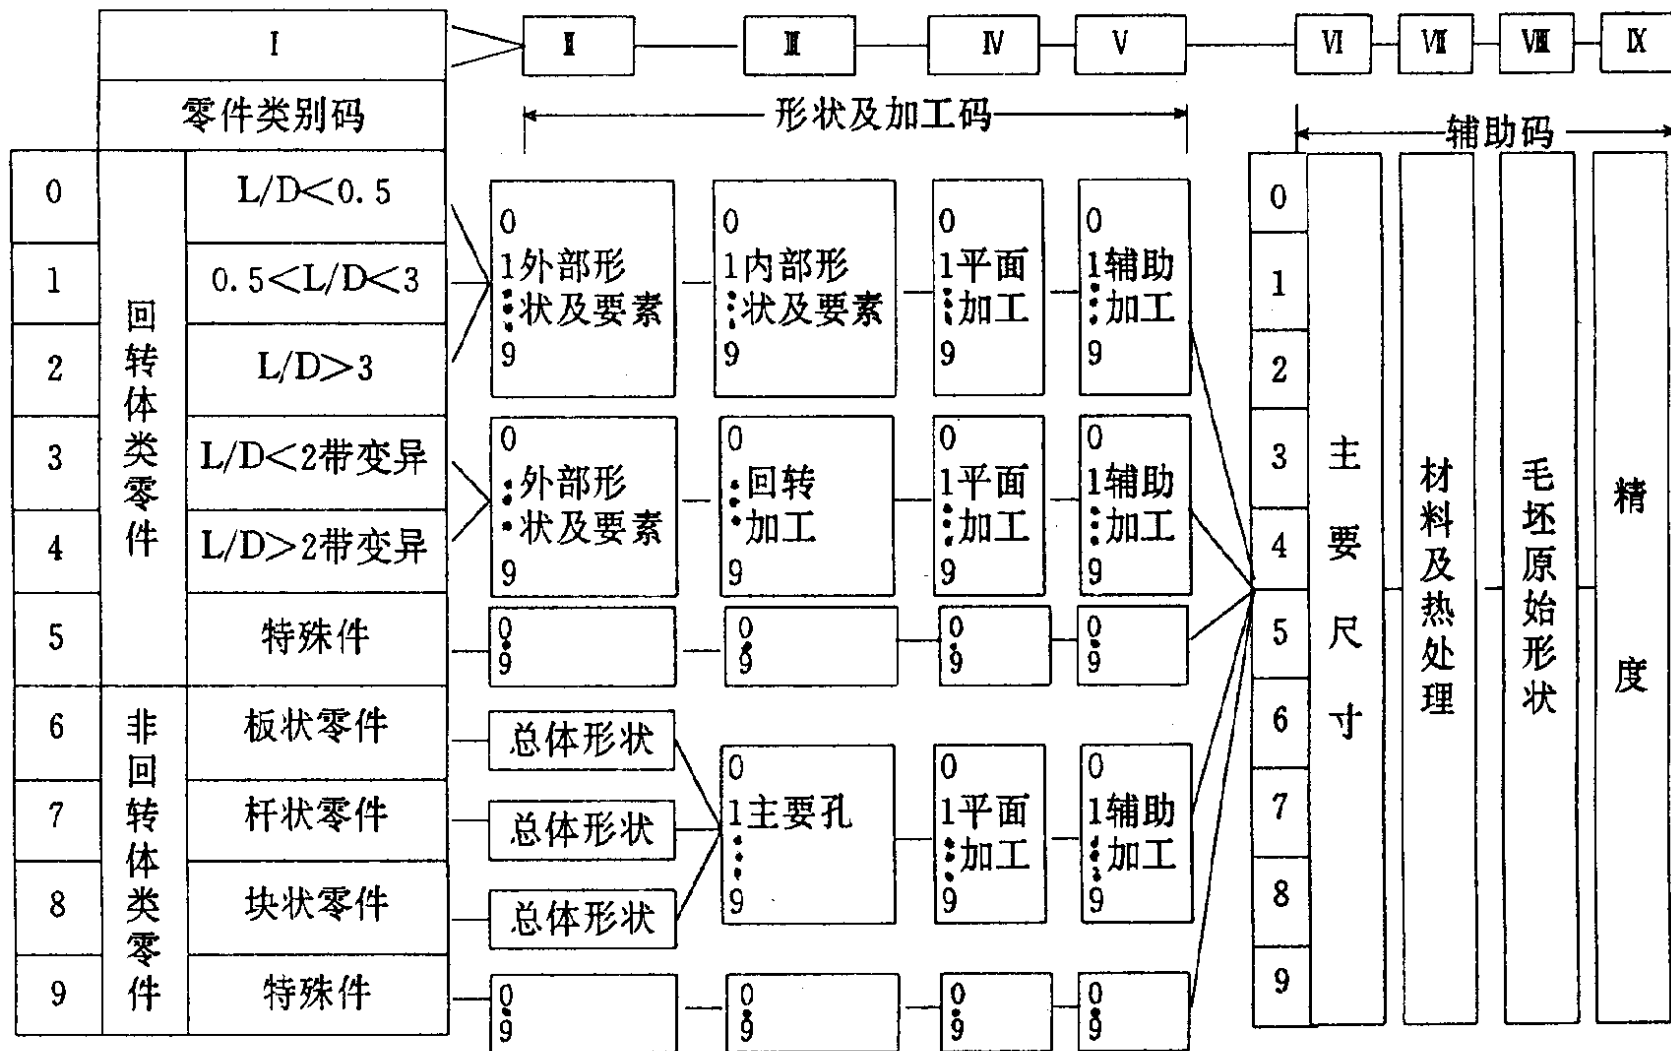 I II III IV V VI VII VIII IX
零件类别码
形状及加工码
辅助码
回转体类零件
0 L/D<0.5
1 0.5<L/D<3
2 L/D>3
3 L/D<2带变异
4 L/D>2带变异
5 特殊件
非回转体类零件
6 板状零件
7 杆状零件
8 块状零件
9 特殊件
0
1外部形
状及要素
9
0
1内部形
状及要素
9
0
1平面
加工
9
0
1辅助
加工
9
0
外部形
状及要素
9
0
回转
加工
9
0
1平面
加工
9
0
1辅助
加工
9
0
9
0
9
0
9
0
9
总体形状
总体形状
总体形状
0
1主要孔
9
0
1平面
加工
9
0
1辅助
加工
9
0
9
0
9
0
9
0
9
0
1
2
3
4
5
6
7
8
9
主要尺寸
材料及热处理
毛坯原始形状
精度